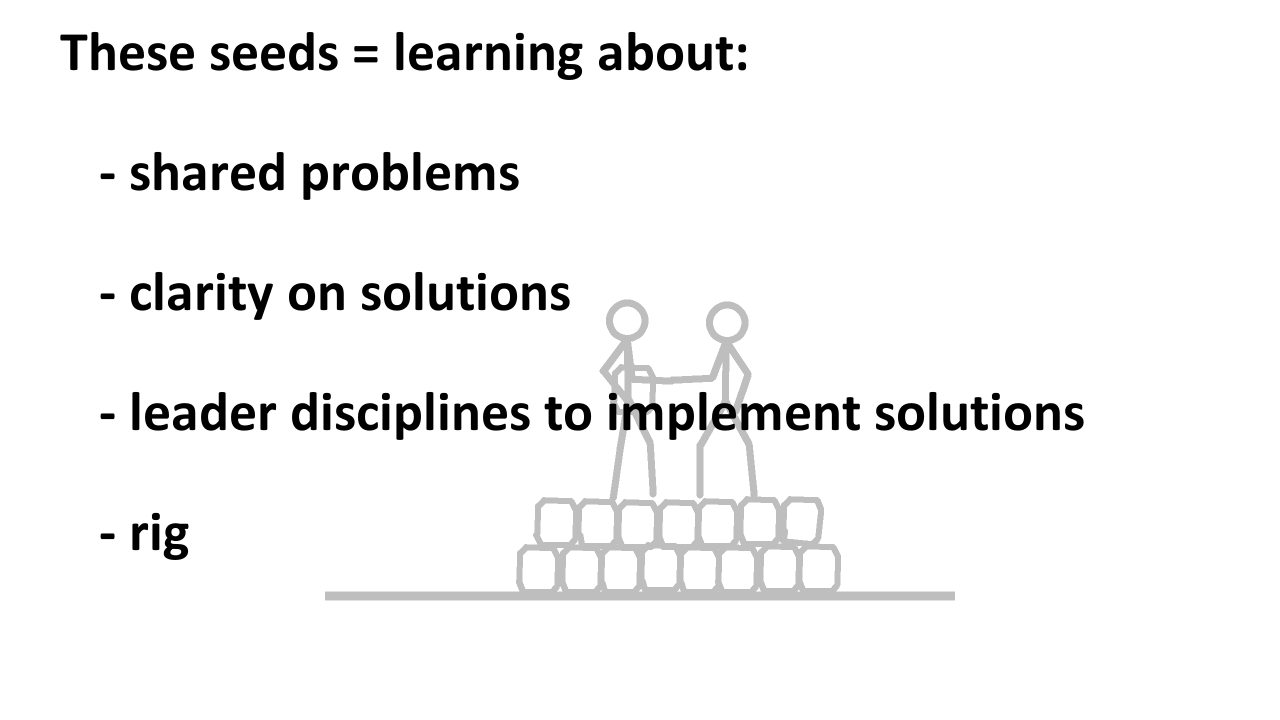 These seeds = learning about:
- shared problems
- clarity on solutions
- leader disciplines to implement solutions
- rig